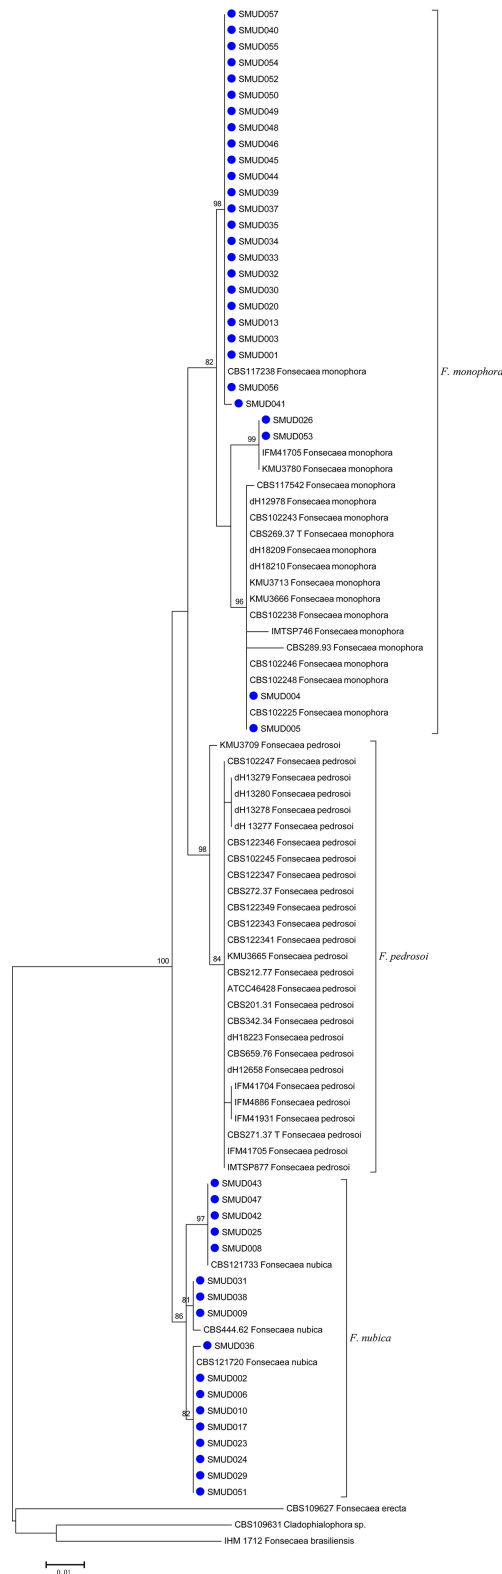 SMUD057
SMUD040
SMUD055
SMUD054
SMUD052
SMUD050
SMUD049
SMUD048
SMUD046
SMUD045
SMUD044
SMUD039
98
SMUD037
SMUD035
SMUD034
SMUD033
SMUD032
SMUD030
SMUD020
SMUD013
SMUD003
SMUD001
82
CBS117238 Fonsecaea monophora
F. monophora
SMUD056
SMUD041
SMUD026
SMUD053
99
IFM41705 Fonsecaea monophora
KMU3780 Fonsecaea monophora
CBS117542 Fonsecaea monophora
dH12978 Fonsecaea monophora
CBS102243 Fonsecaea monophora
CBS269.37 T Fonsecaea monophora
dH18209 Fonsecaea monophora
dH18210 Fonsecaea monophora
KMU3713 Fonsecaea monophora
96
KMU3666 Fonsecaea monophora
CBS102238 Fonsecaea monophora
IMTSP746 Fonsecaea monophora
CBS289.93 Fonsecaea monophora
CBS102246 Fonsecaea monophora
CBS102248 Fonsecaea monophora
SMUD004
CBS102225 Fonsecaea monophora
SMUD005
KMU3709 Fonsecaea pedrosoi
CBS102247 Fonsecaea pedrosoi
dH13279 Fonsecaea pedrosoi
dH13280 Fonsecaea pedrosoi
dH13278 Fonsecaea pedrosoi
dH 13277 Fonsecaea pedrosoi
CBS122346 Fonsecaea pedrosoi
98
CBS102245 Fonsecaea pedrosoi
CBS122347 Fonsecaea pedrosoi
CBS272.37 Fonsecaea pedrosoi
CBS122349 Fonsecaea pedrosoi
CBS122343 Fonsecaea pedrosoi
CBS122341 Fonsecaea pedrosoi
84
KMU3665 Fonsecaea pedrosoi
F. pedrosoi
100
CBS212.77 Fonsecaea pedrosoi
ATCC46428 Fonsecaea pedrosoi
CBS201.31 Fonsecaea pedrosoi
CBS342.34 Fonsecaea pedrosoi
dH18223 Fonsecaea pedrosoi
CBS659.76 Fonsecaea pedrosoi
dH12658 Fonsecaea pedrosoi
IFM41704 Fonsecaea pedrosoi
IFM4886 Fonsecaea pedrosoi
IFM41931 Fonsecaea pedrosoi
CBS271.37 T Fonsecaea pedrosoi
IFM41705 Fonsecaea pedrosoi
IMTSP877 Fonsecaea pedrosoi
SMUD043
SMUD047
97
SMUD042
SMUD025
SMUD008
CBS121733 Fonsecaea nubica
SMUD031
81
SMUD038
SMUD009
86
CBS444.62 Fonsecaea nubica
F. nubica
SMUD036
CBS121720 Fonsecaea nubica
SMUD002
SMUD006
82
SMUD010
SMUD017
SMUD023
SMUD024
SMUD029
SMUD051
CBS109627 Fonsecaea erecta
CBS109631 Cladophialophora sp.
IHM 1712 Fonsecaea brasiliensis
0.01